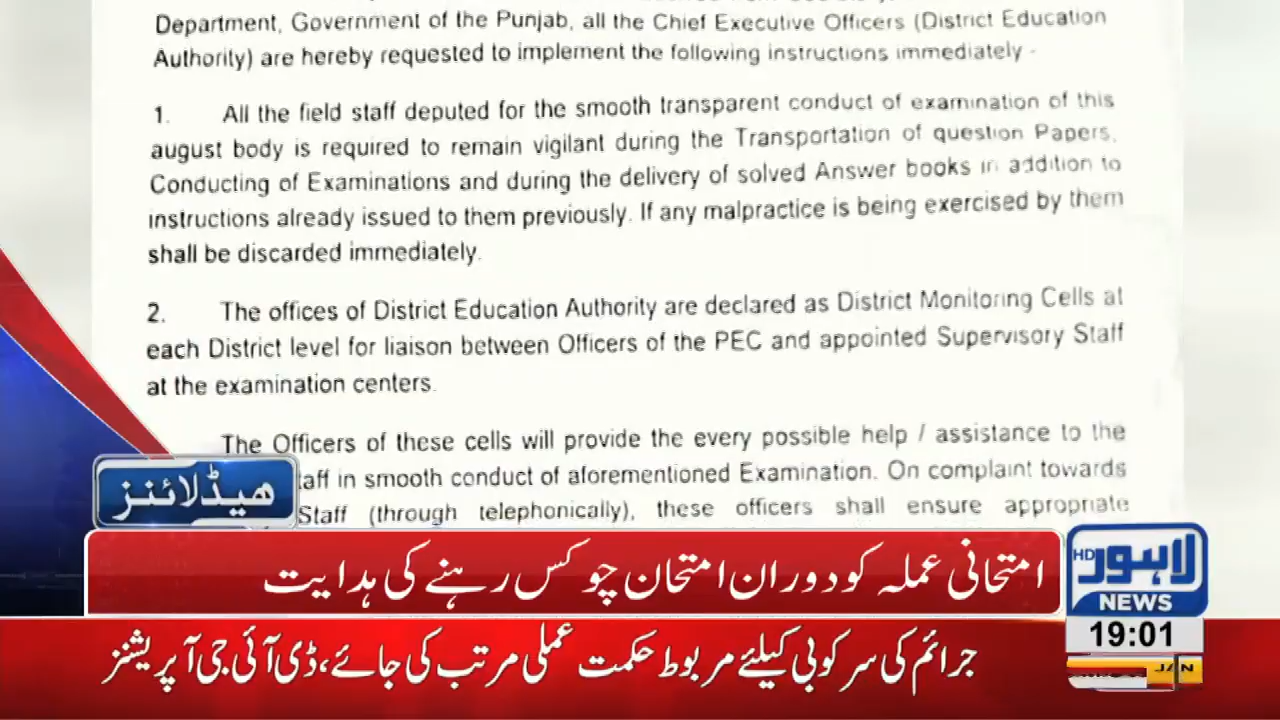 Department, Government of the Punjab, all the Chief Executive Officers (District Education
Authority) are hereby requested to implement the following instructions immediately -
1. All the field staff deputed for the smooth transparent conduct of examination of this
august body is required to remain vigilant during the Transportation of question Papers,
Conducting of Examinations and during the delivery of solved Answer books in addition to
instructions already issued to them previously. If any malpractice is being exercised by them
shall be discarded immediately.
2. The offices of District Education Authority are declared as District Monitoring Cells at
each District level for liaison between Officers of the PEC and appointed Supervisory Staff
at the examination centers.
The Officers of these cells will provide the every possible help / assistance to the
aff in smooth conduct of aforementioned Examination. On complaint towards
Staff (through telephonically), these officers shall ensure appropriate
ہیڈلائنز
امتحانی عملہ کو دوران امتحان چوکس رہنے کی ہدایت
HD لاہور
NEWS
19:01
JAN
جرائم کی سرکوبی کیلئے مربوط حکمت عملی مرتب کی جائے، ڈی آئی جی آپریشنز